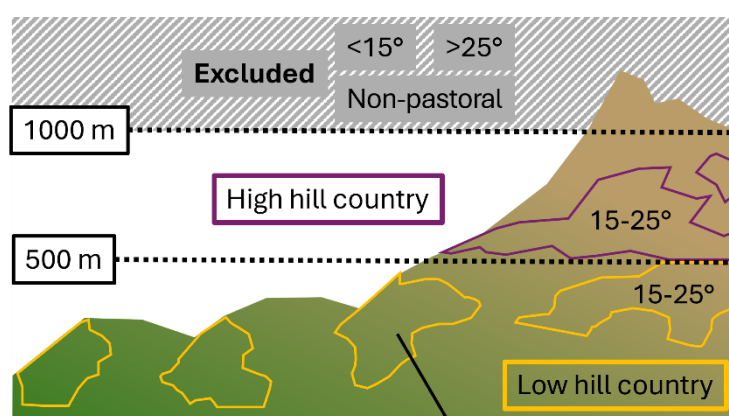 <15° >25°
Excluded
Non-pastoral
1000 m
High hill country
15-25°
500 m
15-25°
Low hill country